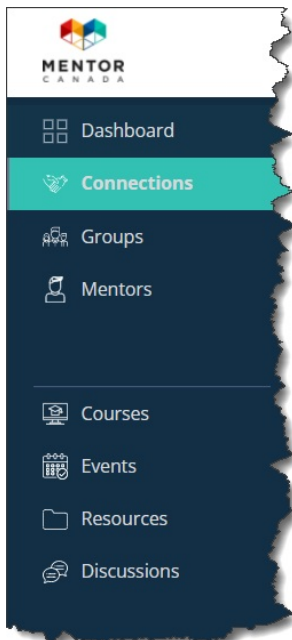 MENTOR
CANADA
Dashboard
Connections
Groups
Mentors
Courses
Events
Resources
Discussions